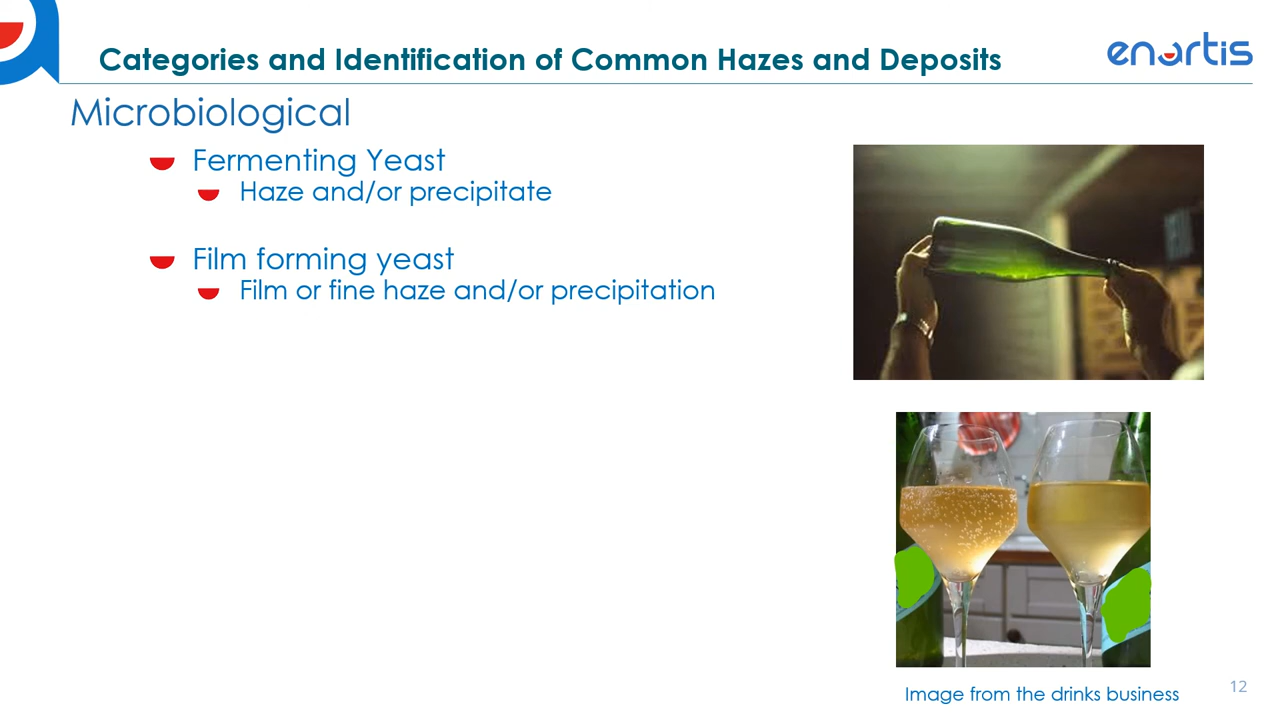 Categories and Identification of Common Hazes and Deposits
enartis
Microbiological
Fermenting Yeast
Haze and/or precipitate
Film forming yeast
Film or fine haze and/or precipitation
Image from the drinks business
12